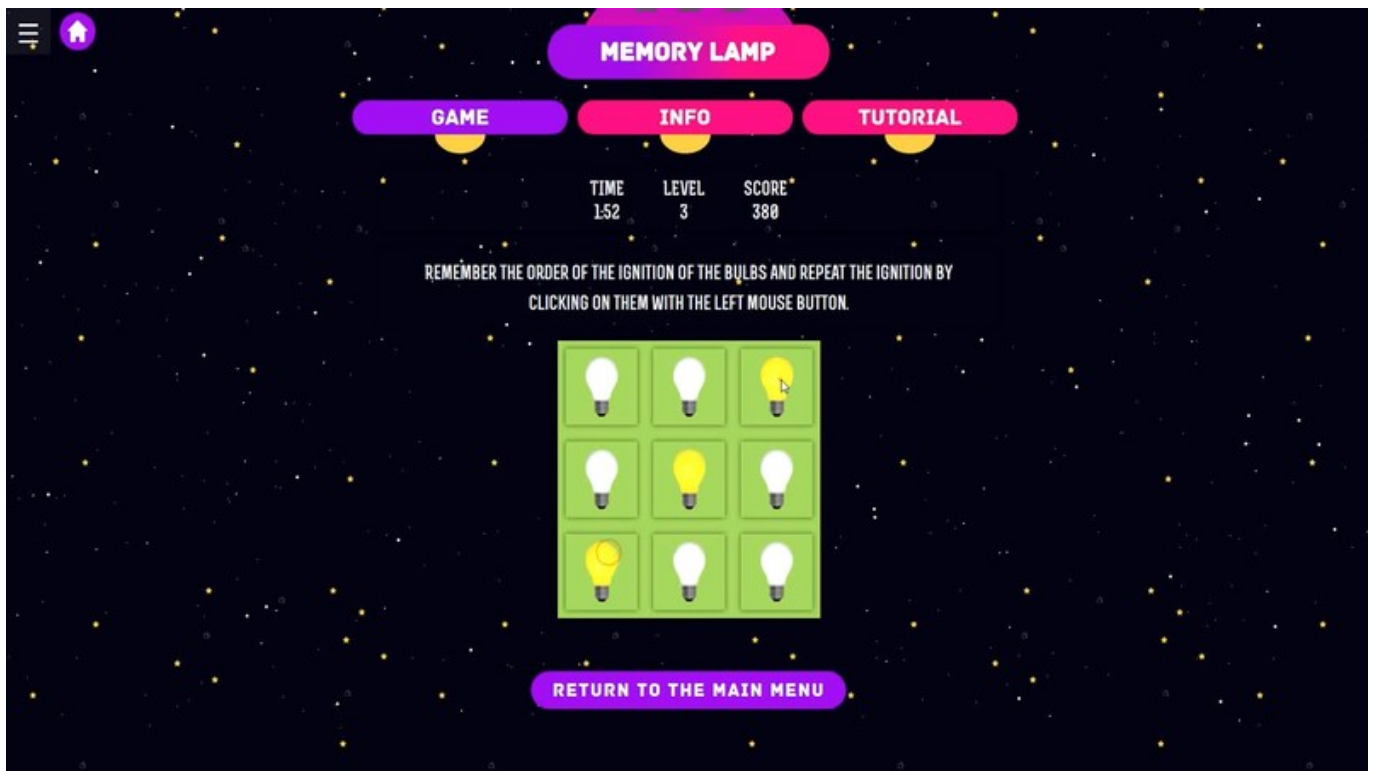 MEMORY LAMP
GAME INFO TUTORIAL
TIME LEVEL SCORE
1:52 3 380
REMEMBER THE ORDER OF THE IGNITION OF THE BULBS AND REPEAT THE IGNITION BY
CLICKING ON THEM WITH THE LEFT MOUSE BUTTON.
RETURN TO THE MAIN MENU